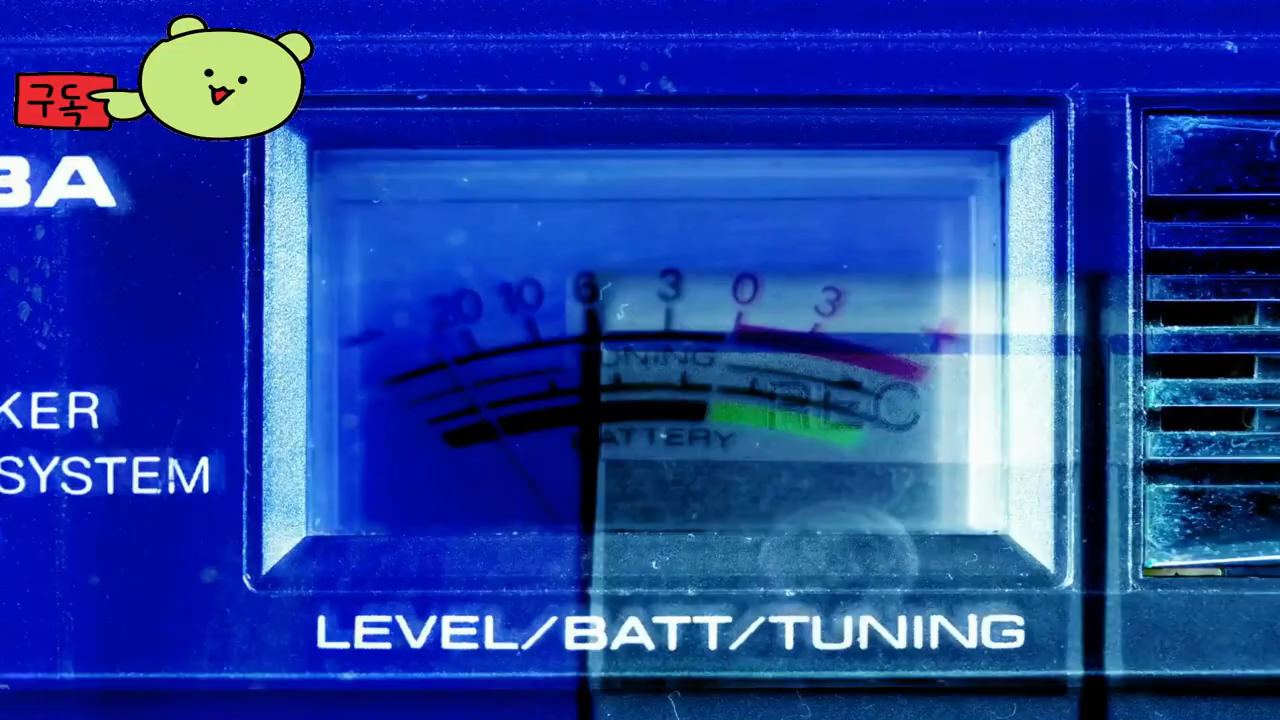 구독
BA
20 10 6 3 0 3
- +
TUNING
REC
BATTERY
KER
SYSTEM
LEVEL/BATT/TUNING